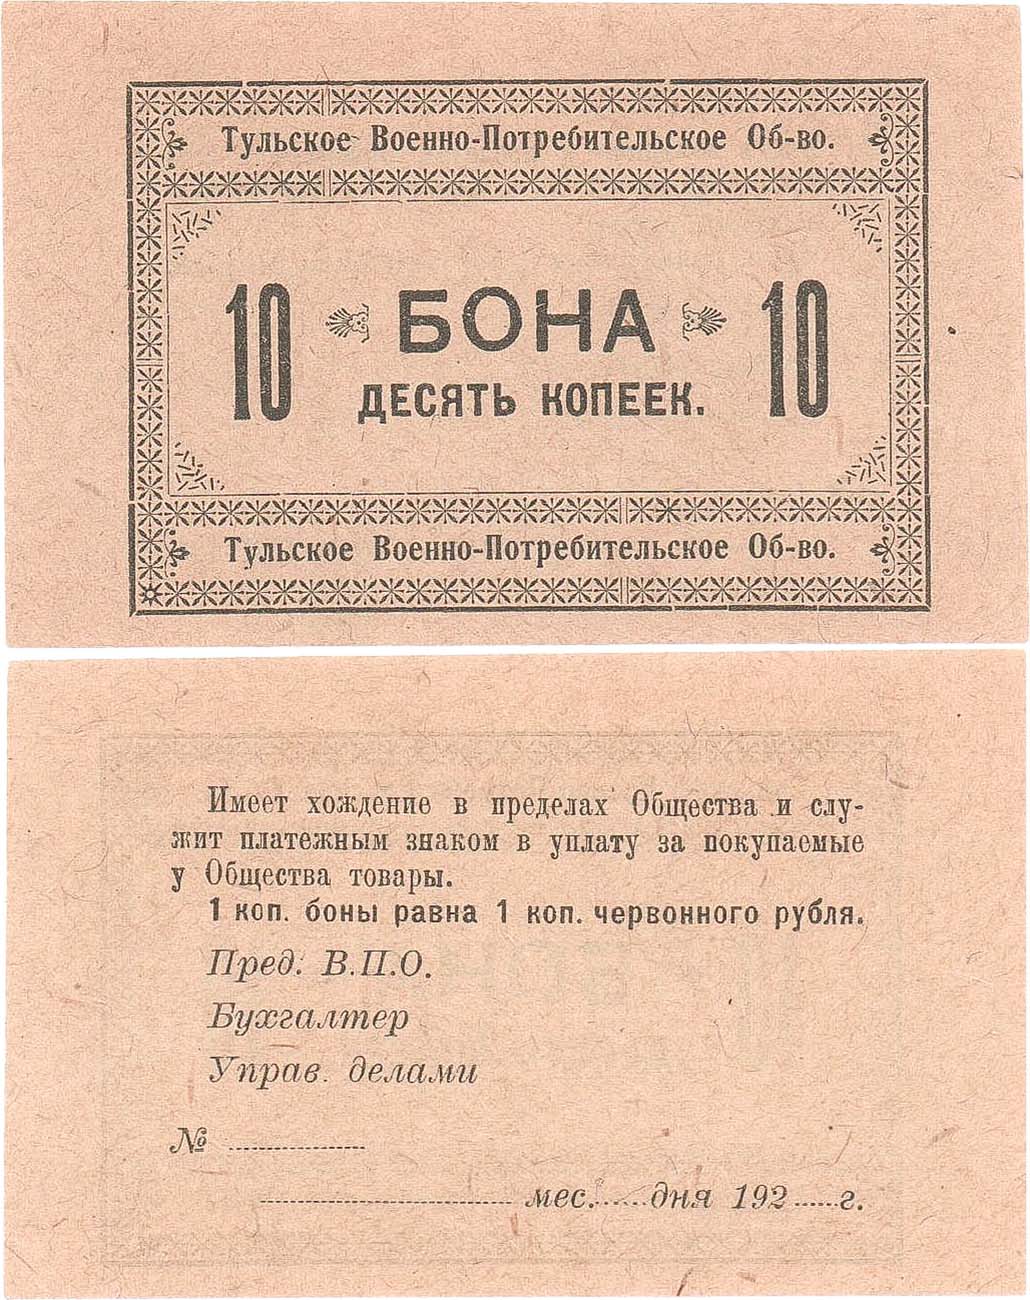 Тульское Военно-Потребительское Об-во.
10 БОНА 10
ДЕСЯТЬ КОПЕЕК.
Тульское Военно-Потребительское Об-во.
Имеет хождение в пределах Общества и слу-
жит платежным знаком в уплату за покупаемые
у Общества товары.
1 коп. боны равна 1 коп. червонного рубля.
Пред. В.П.О.
Бухгалтер
Управ. делами
№ ..................
.................................. мес. ...... дня 192 ...... г.